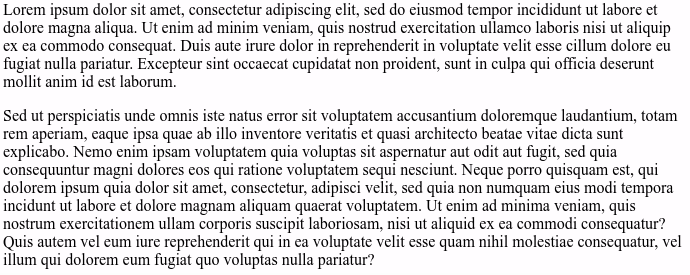 Lorem ipsum dolor sit amet, consectetur adipiscing elit, sed do eiusmod tempor incididunt ut labore et
dolore magna aliqua. Ut enim ad minim veniam, quis nostrud exercitation ullamco laboris nisi ut aliquip
ex ea commodo consequat. Duis aute irure dolor in reprehenderit in voluptate velit esse cillum dolore eu
fugiat nulla pariatur. Excepteur sint occaecat cupidatat non proident, sunt in culpa qui officia deserunt
mollit anim id est laborum.
Sed ut perspiciatis unde omnis iste natus error sit voluptatem accusantium doloremque laudantium, totam
rem aperiam, eaque ipsa quae ab illo inventore veritatis et quasi architecto beatae vitae dicta sunt
explicabo. Nemo enim ipsam voluptatem quia voluptas sit aspernatur aut odit aut fugit, sed quia
consequuntur magni dolores eos qui ratione voluptatem sequi nesciunt. Neque porro quisquam est, qui
dolorem ipsum quia dolor sit amet, consectetur, adipisci velit, sed quia non numquam eius modi tempora
incidunt ut labore et dolore magnam aliquam quaerat voluptatem. Ut enim ad minima veniam, quis
nostrum exercitationem ullam corporis suscipit laboriosam, nisi ut aliquid ex ea commodi consequatur?
Quis autem vel eum iure reprehenderit qui in ea voluptate velit esse quam nihil molestiae consequatur, vel
illum qui dolorem eum fugiat quo voluptas nulla pariatur?